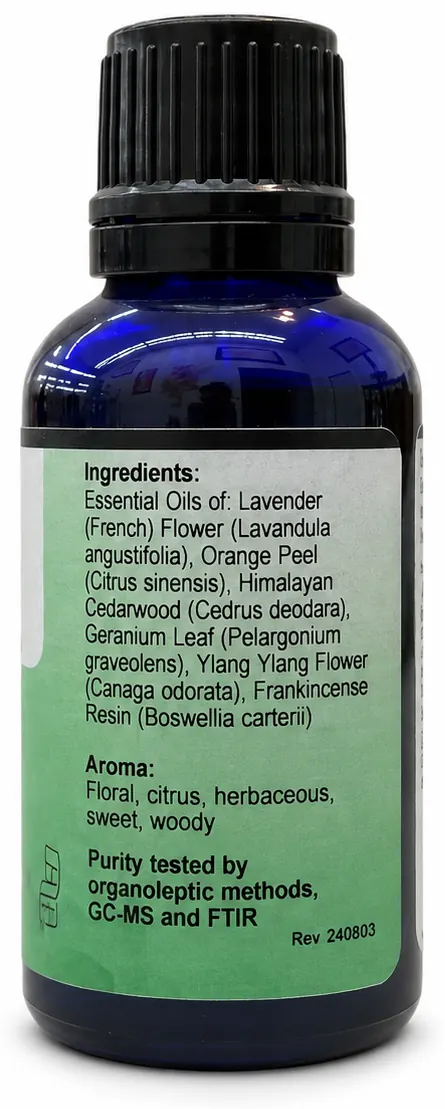 Ingredients:
Essential Oils of: Lavender
(French) Flower (Lavandula
angustifolia), Orange Peel
(Citrus sinensis), Himalayan
Cedarwood (Cedrus deodara),
Geranium Leaf (Pelargonium
graveolens), Ylang Ylang Flower
(Canaga odorata), Frankincense
Resin (Boswellia carterii)
Aroma:
Floral, citrus, herbaceous,
sweet, woody
Purity tested by
organoleptic methods,
GC-MS and FTIR
Rev 240803